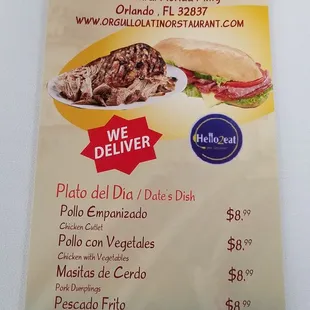 Orlando, FL 32837
www.ORGULLOLATINORSTAURANT.COM
WE
DELIVER
Hello2eat
Plato del Dia / Date's Dish
Pollo Empanizado $8.99
Chicken Cutlet
Pollo con Vegetales $8.99
Chicken with Vegetables
Masitas de Cerdo $8.99
Pork Dumplings
Pescado Frito $8.99